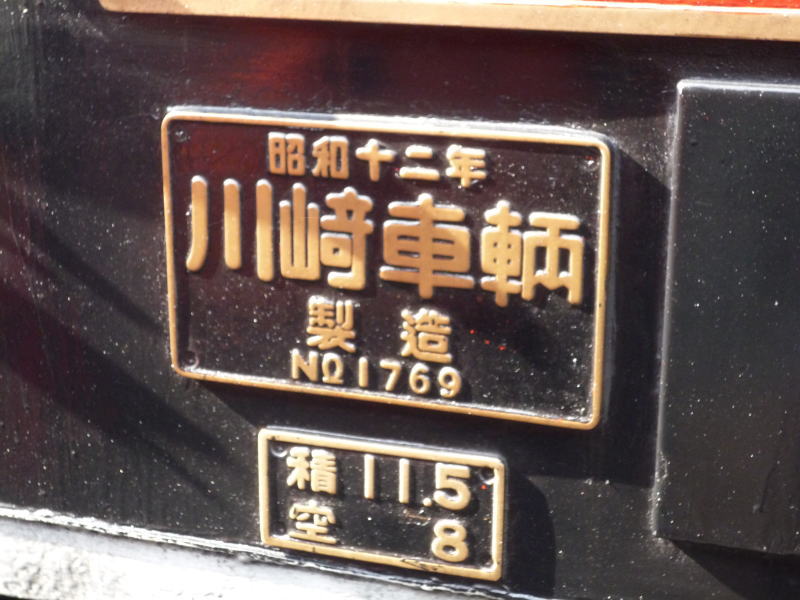 昭和十二年
川崎車輌
製造
№1769
積 11.5
空 8